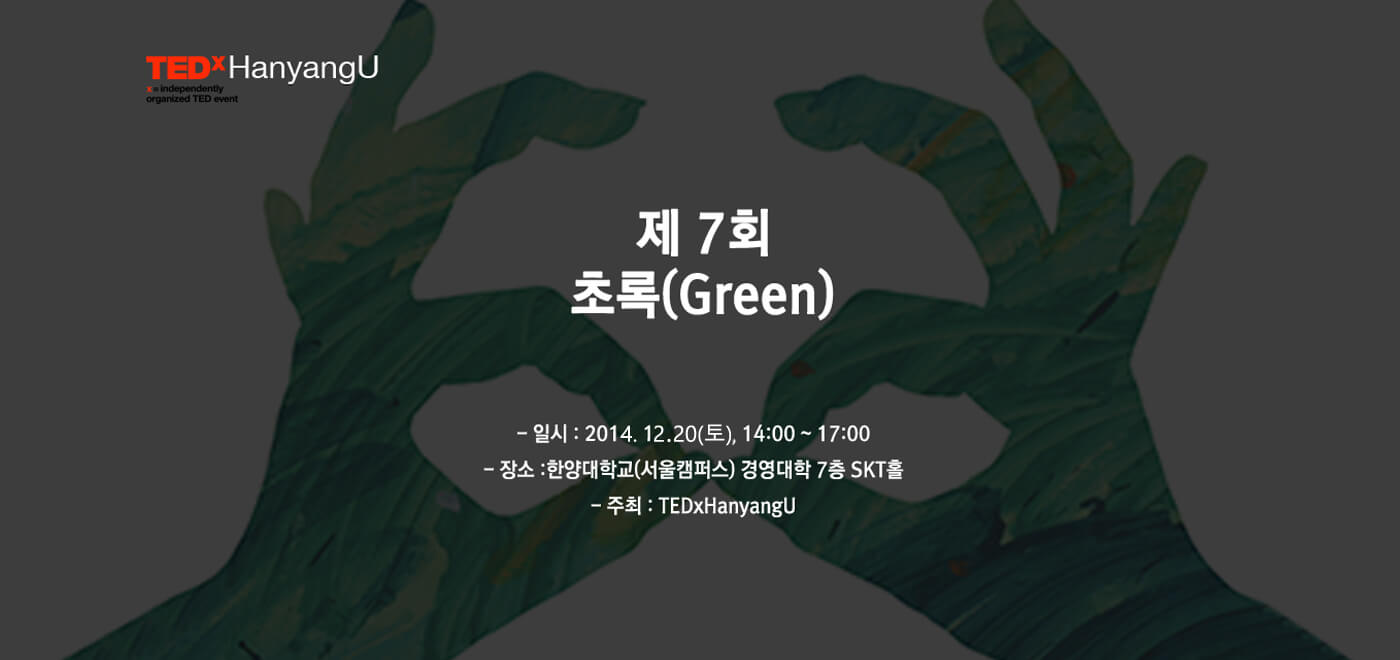 TEDxHanyangU
x = independently
organized TED event
제 7회
초록(Green)
- 일시 : 2014. 12.20(토), 14:00 ~ 17:00
- 장소 :한양대학교(서울캠퍼스) 경영대학 7층 SKT홀
- 주최 : TEDxHanyangU